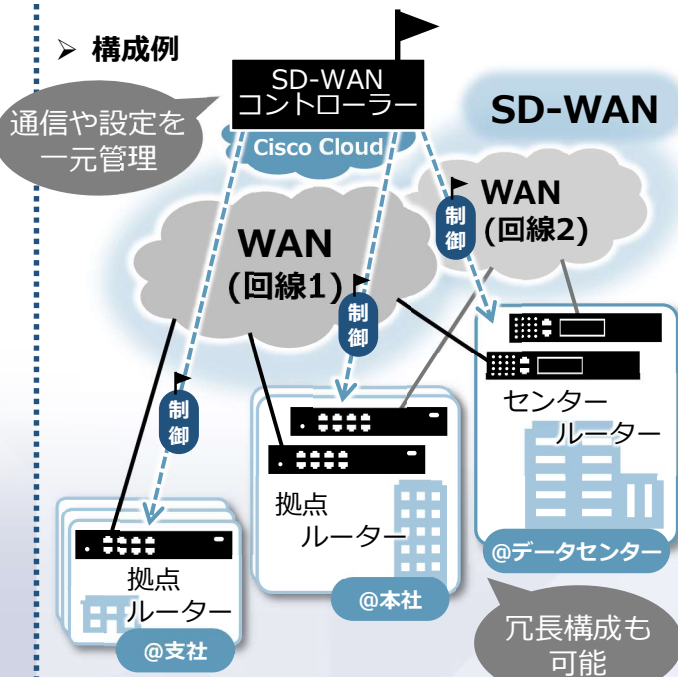 ➢ 構成例
SD-WAN
コントローラー
Cisco Cloud
SD-WAN
通信や設定を
一元管理
WAN
(回線1)
WAN
(回線2)
制
御
制
御
制
御
センター
ルーター
@データセンター
拠点
ルーター
@本社
拠点
ルーター
@支社
冗長構成も
可能